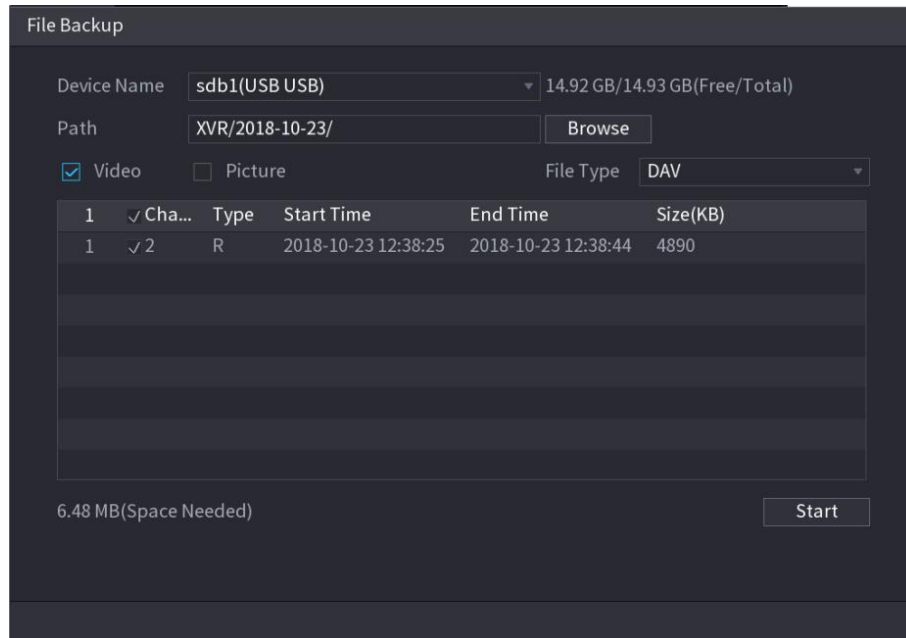 File Backup
Device Name sdb1(USB USB) 14.92 GB/14.93 GB(Free/Total)
Path XVR/2018-10-23/ Browse
Video Picture File Type DAV
1 Cha... Type Start Time End Time Size(KB)
1 2 R 2018-10-23 12:38:25 2018-10-23 12:38:44 4890
6.48 MB(Space Needed) Start